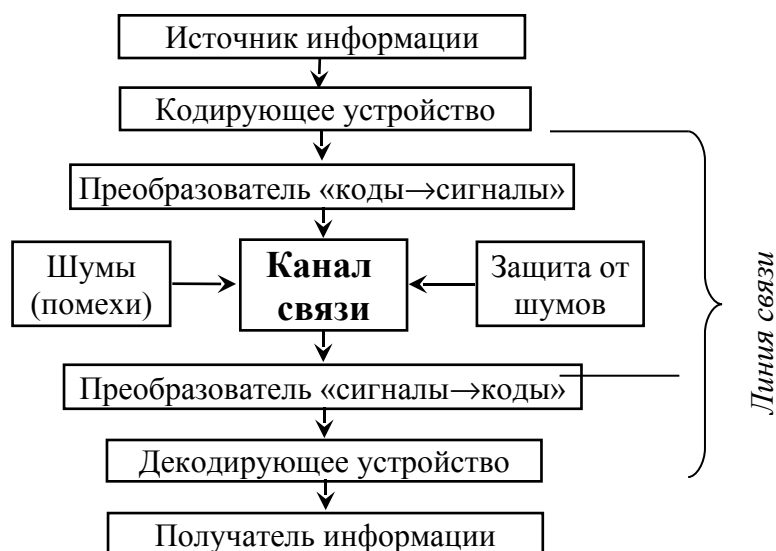 Источник информации
Кодирующее устройство
Преобразователь «коды→сигналы»
Шумы
(помехи)
Канал
связи
Защита от
шумов
Преобразователь «сигналы→коды»
Декодирующее устройство
Получатель информации
Линия связи